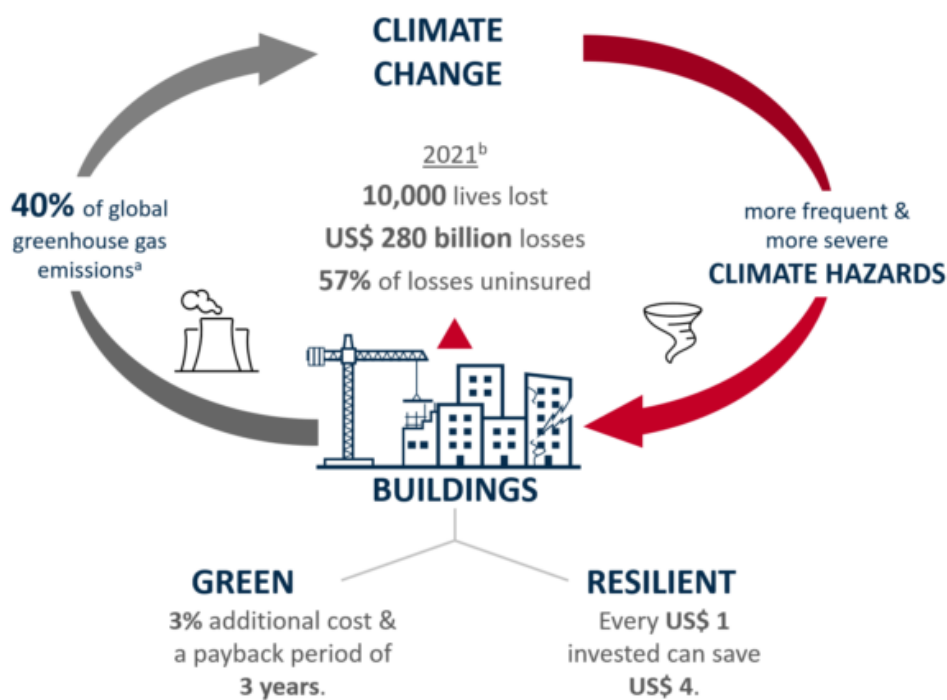 CLIMATE
CHANGE
2021ᵇ
10,000 lives lost
US$ 280 billion losses
57% of losses uninsured
40% of global
greenhouse gas
emissionsᵃ
more frequent &
more severe
CLIMATE HAZARDS
BUILDINGS
GREEN
3% additional cost &
a payback period of
3 years.
RESILIENT
Every US$ 1
invested can save
US$ 4.